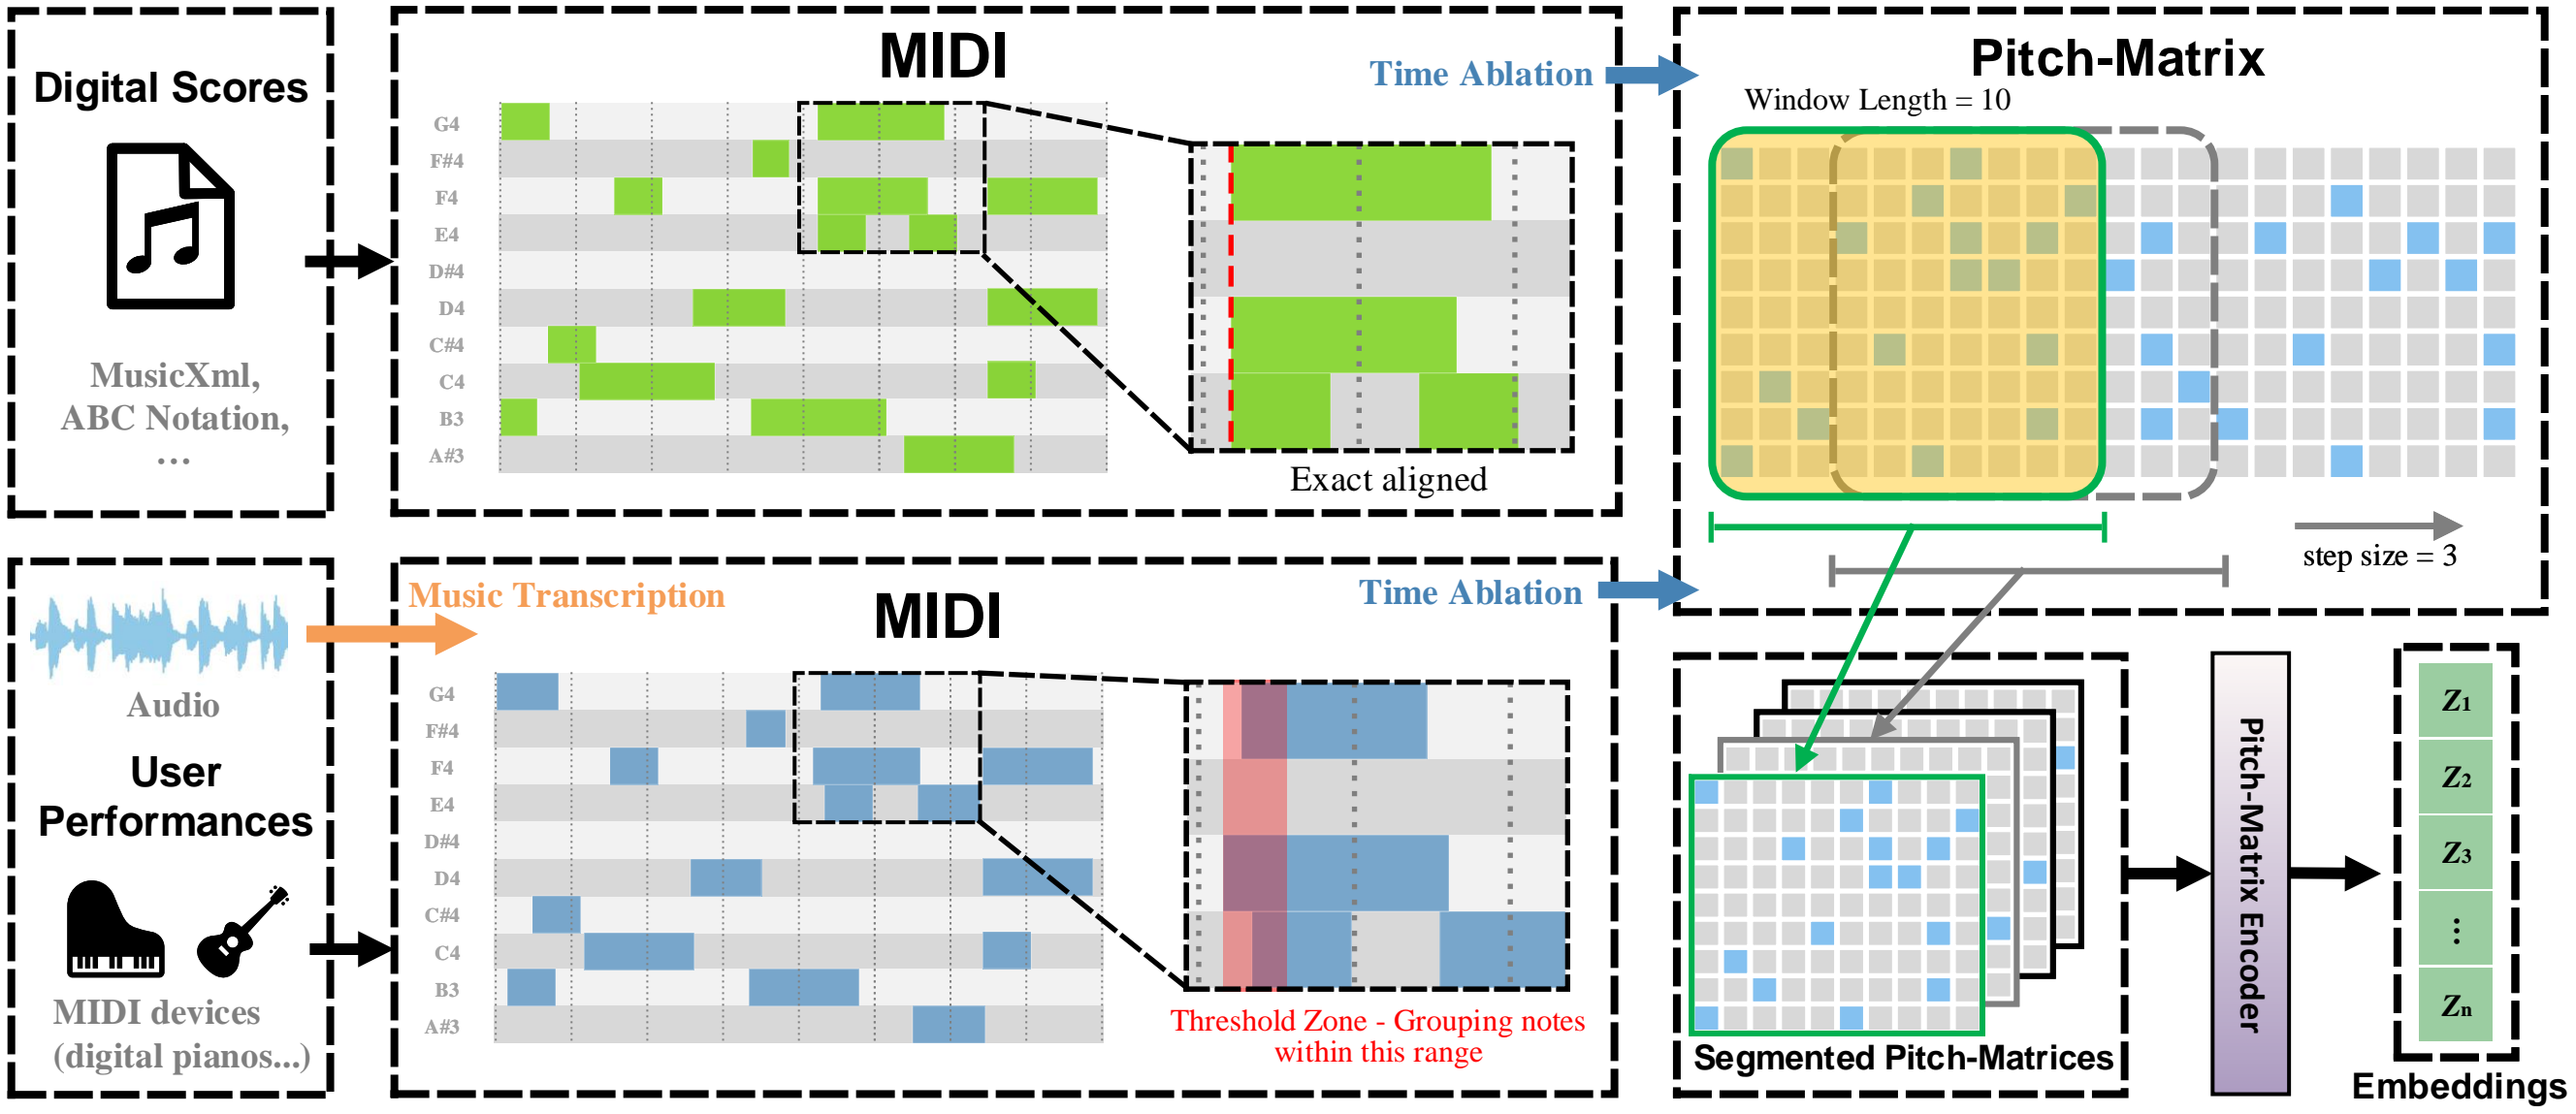 Digital Scores
MusicXml,
ABC Notation,
...
MIDI
Time Ablation
G4
F#4
F4
E4
D#4
D4
C#4
C4
B3
A#3
Exact aligned
Pitch-Matrix
Window Length = 10
step size = 3
Audio
User
Performances
MIDI devices
(digital pianos...)
Music Transcription
MIDI
Time Ablation
G4
F#4
F4
E4
D#4
D4
C#4
C4
B3
A#3
Threshold Zone - Grouping notes
within this range
Segmented Pitch-Matrices
Pitch-Matrix Encoder
Z1
Z2
Z3
⋮
Zn
Embeddings